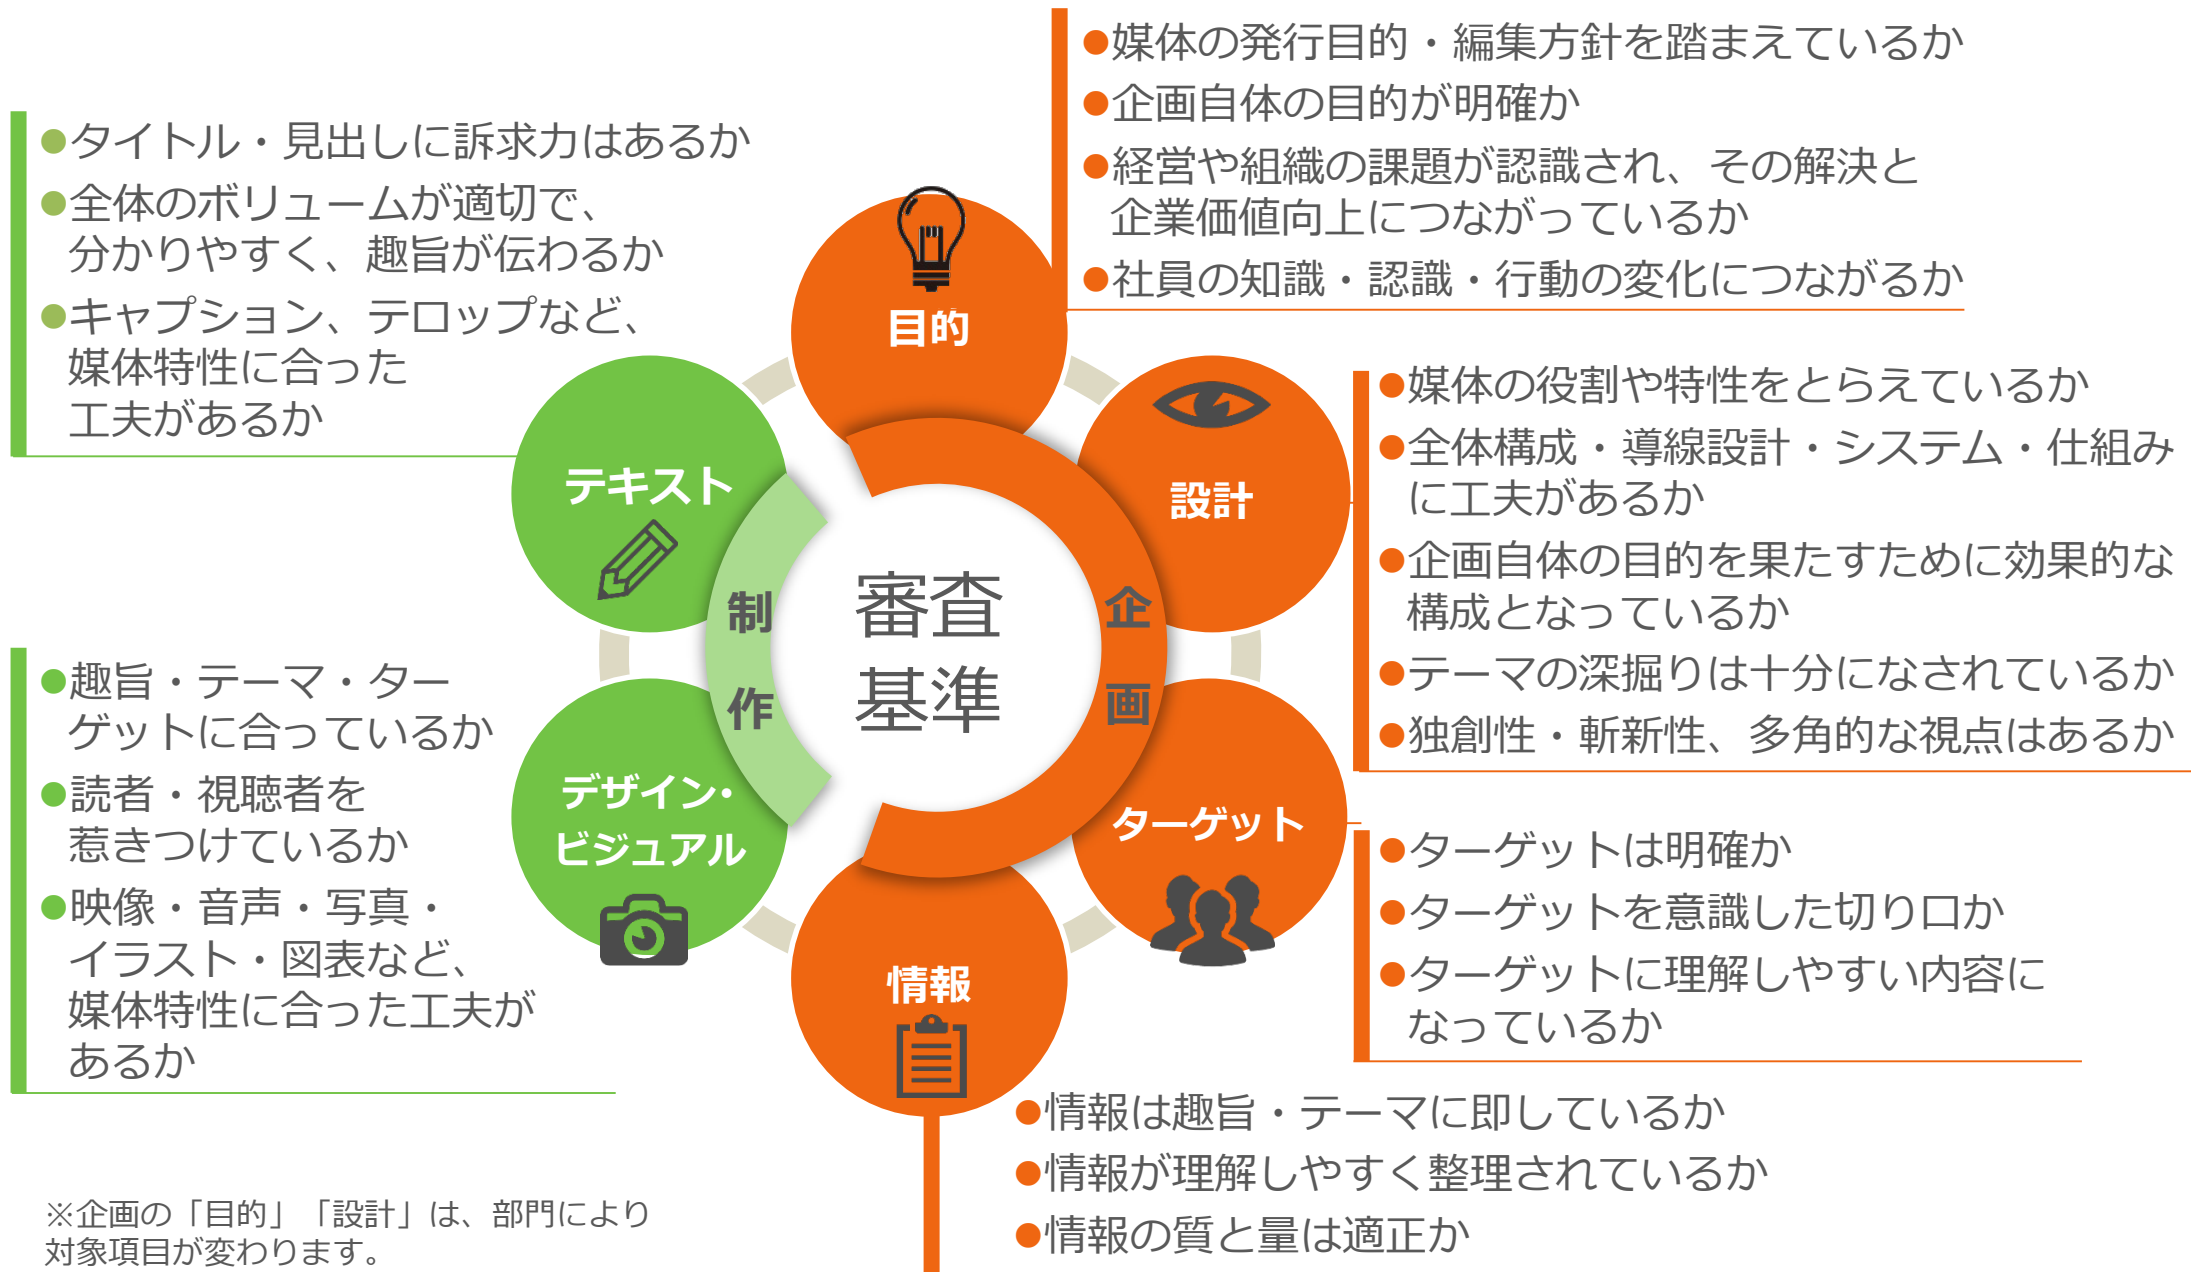 ●媒体の発行目的・編集方針を踏まえているか
●企画自体の目的が明確か
●経営や組織の課題が認識され、その解決と
企業価値向上につながっているか
●社員の知識・認識・行動の変化につながるか
●タイトル・見出しに訴求力はあるか
●全体のボリュームが適切で、
分かりやすく、趣旨が伝わるか
●キャプション、テロップなど、
媒体特性に合った
工夫があるか
目的
テキスト
設計
●媒体の役割や特性をとらえているか
●全体構成・導線設計・システム・仕組み
に工夫があるか
●企画自体の目的を果たすために効果的な
構成となっているか
●テーマの深掘りは十分になされているか
●独創性・斬新性、多角的な視点はあるか
制作
審査
基準
企画
●趣旨・テーマ・ター
ゲットに合っているか
●読者・視聴者を
惹きつけているか
●映像・音声・写真・
イラスト・図表など、
媒体特性に合った工夫が
あるか
デザイン・
ビジュアル
ターゲット
●ターゲットは明確か
●ターゲットを意識した切り口か
●ターゲットに理解しやすい内容に
なっているか
情報
●情報は趣旨・テーマに即しているか
●情報が理解しやすく整理されているか
●情報の質と量は適正か
※企画の「目的」「設計」は、部門により
対象項目が変わります。